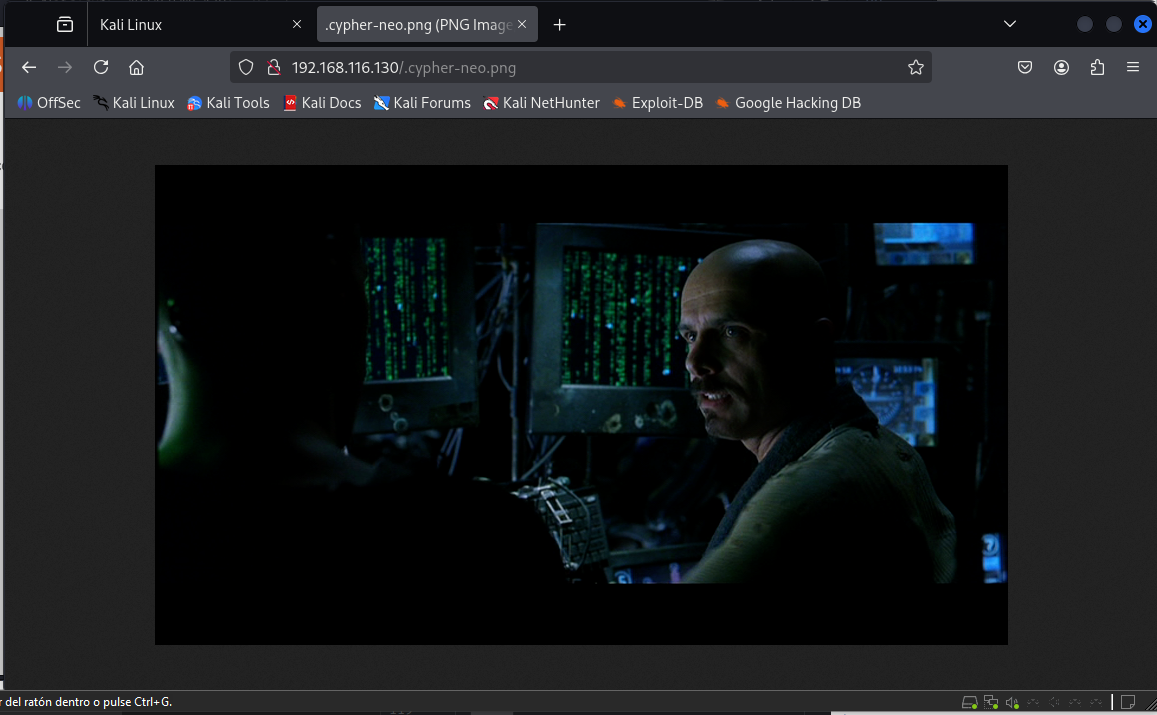 Kali Linux
.cypher-neo.png (PNG Image
192.168.116.130/.cypher-neo.png
OffSec Kali Linux Kali Tools Kali Docs Kali Forums Kali NetHunter Exploit-DB Google Hacking DB
r del ratón dentro o pulse Ctrl+G.